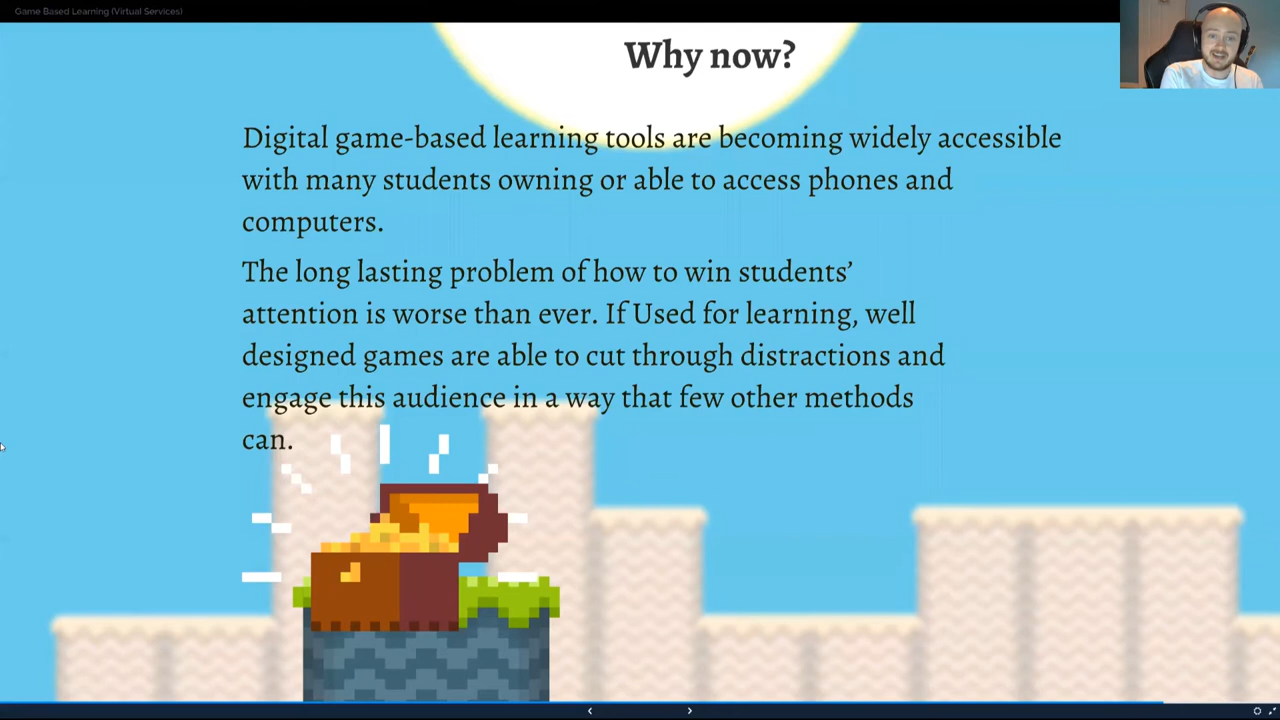 Game Based Learning (Virtual Services)
Why now?
Digital game-based learning tools are becoming widely accessible
with many students owning or able to access phones and
computers.
The long lasting problem of how to win students’
attention is worse than ever. If Used for learning, well
designed games are able to cut through distractions and
engage this audience in a way that few other methods
can.